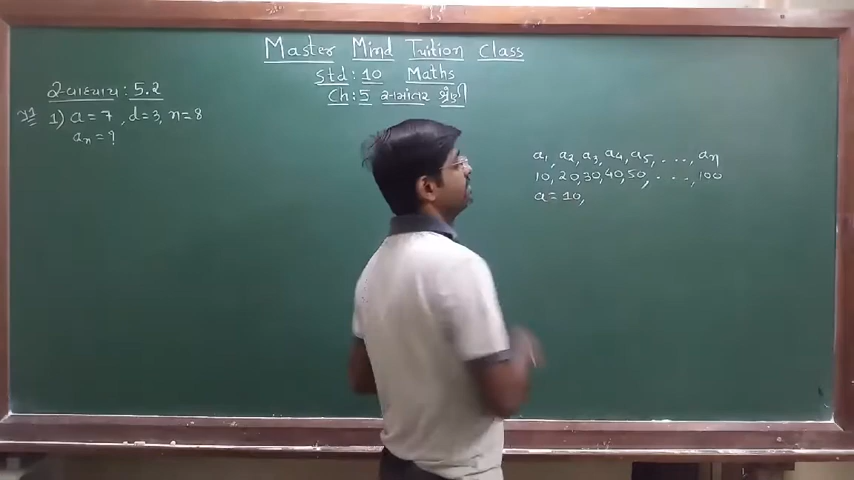 Master Mind Tuition Class
Std: 10 Maths
Ch: 5 સમાંતર શ્રેણી
સ્વાધ્યાય: 5.2
1) a = 7, d = 3, n = 8
aₙ = ?
a₁, a₂, a₃, a₄, a₅, . . . , aₙ
10, 20, 30, 40, 50, . . . , 100
a = 10,